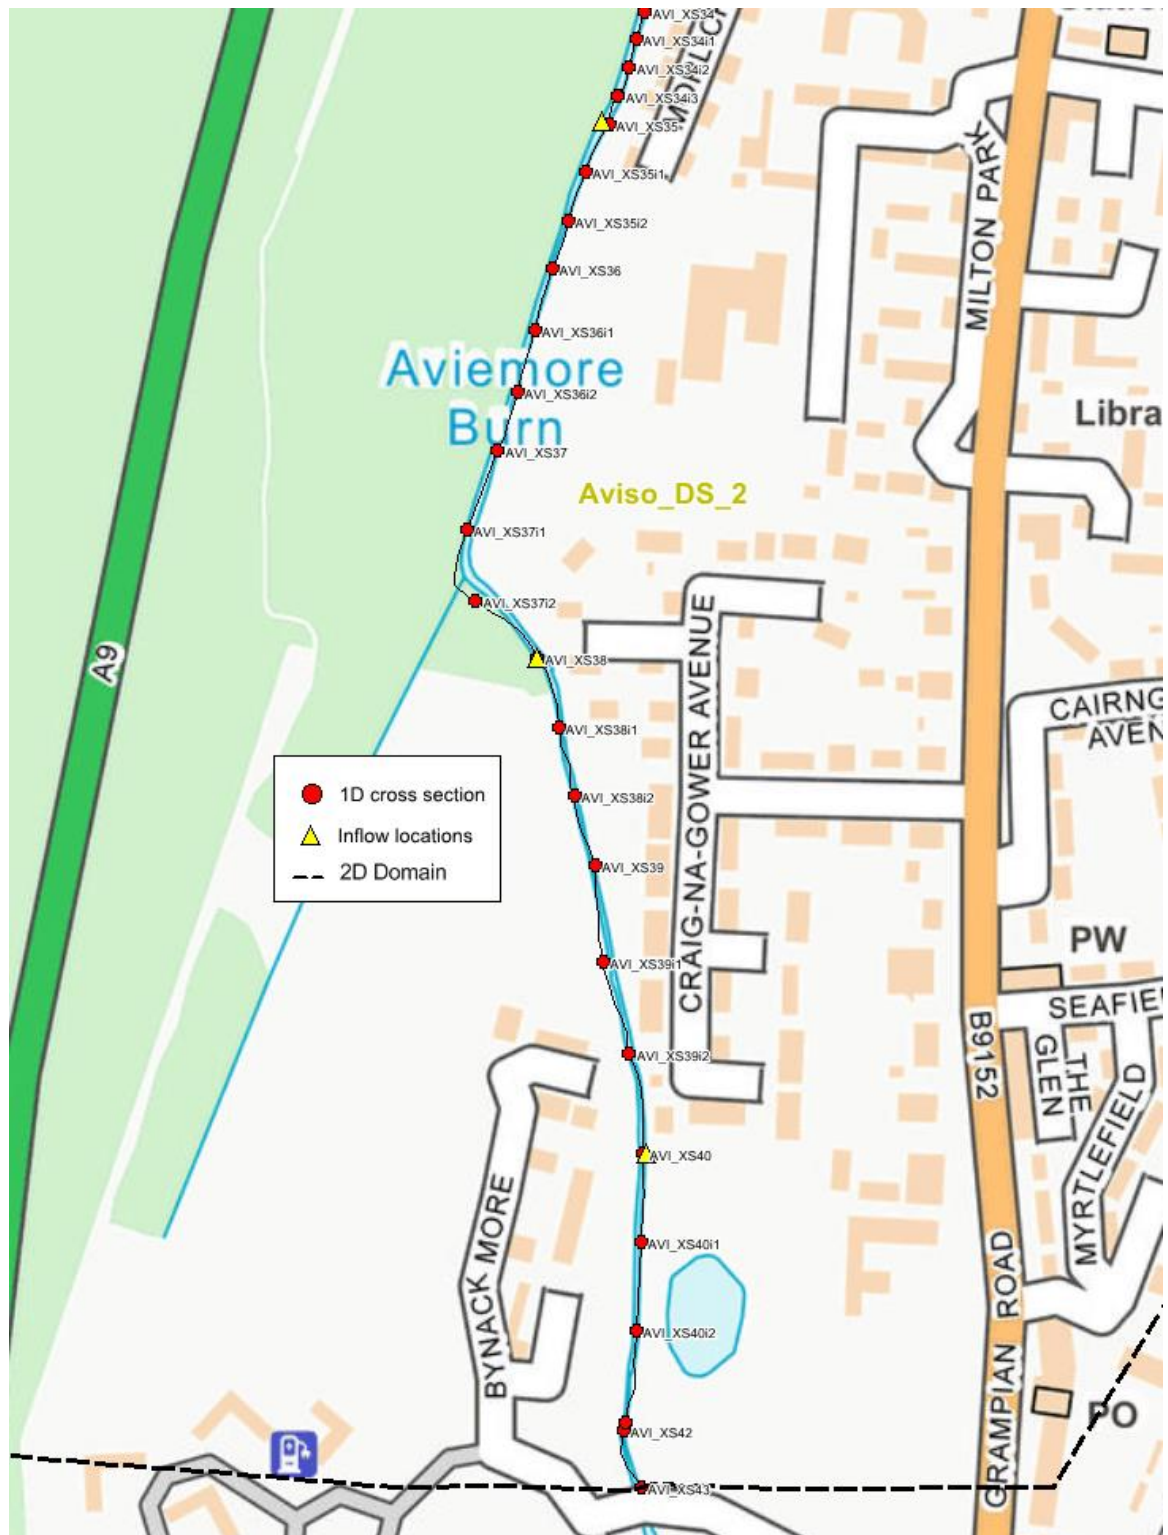 AVI_XS34
AVI_XS34i1
AVI_XS34i2
AVI_XS34i3
AVI_XS35
AVI_XS35i1
AVI_XS35i2
AVI_XS36
AVI_XS36i1
Aviemore
AVI_XS36i2
Burn
AVI_XS37
MILTON PARK
Libra
Aviso_DS_2
AVI_XS37i1
AVI_XS37i2
A9
AVI_XS38
CRAIG-NA-GOWER AVENUE
CAIRNG
AVEN
AVI_XS38i1
AVI_XS38i2
1D cross section
Inflow locations
2D Domain
AVI_XS39
PW
AVI_XS39i1
SEAFIE
B9152
THE
GLEN
AVI_XS39i2
MYRTLEFIELD
AVI_XS40
BYNACK MORE
AVI_XS40i1
AVI_XS40i2
GRAMPIAN ROAD
PO
AVI_XS42
AVI_XS43